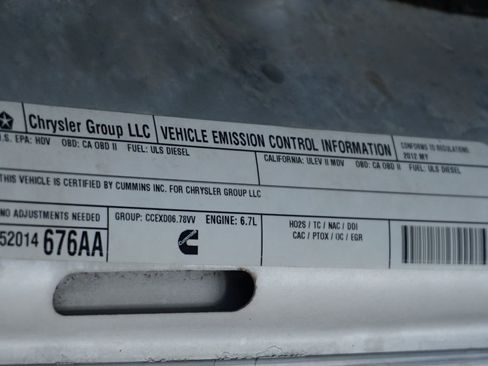 Chrysler Group LLC VEHICLE EMISSION CONTROL INFORMATION CONFORMS TO REGULATIONS
2012 MY
U.S. EPA: HDV OBD: CA OBD II FUEL: ULS DIESEL CALIFORNIA: ULEV II MDV OBD: CA OBD II FUEL: ULS DIESEL
THIS VEHICLE IS CERTIFIED BY CUMMINS INC. FOR CHRYSLER GROUP LLC
NO ADJUSTMENTS NEEDED GROUP: CCEXD06.78VV ENGINE: 6.7L HO2S / TC / NAC / DDI
52014 676AA CAC / PTOX / OC / EGR